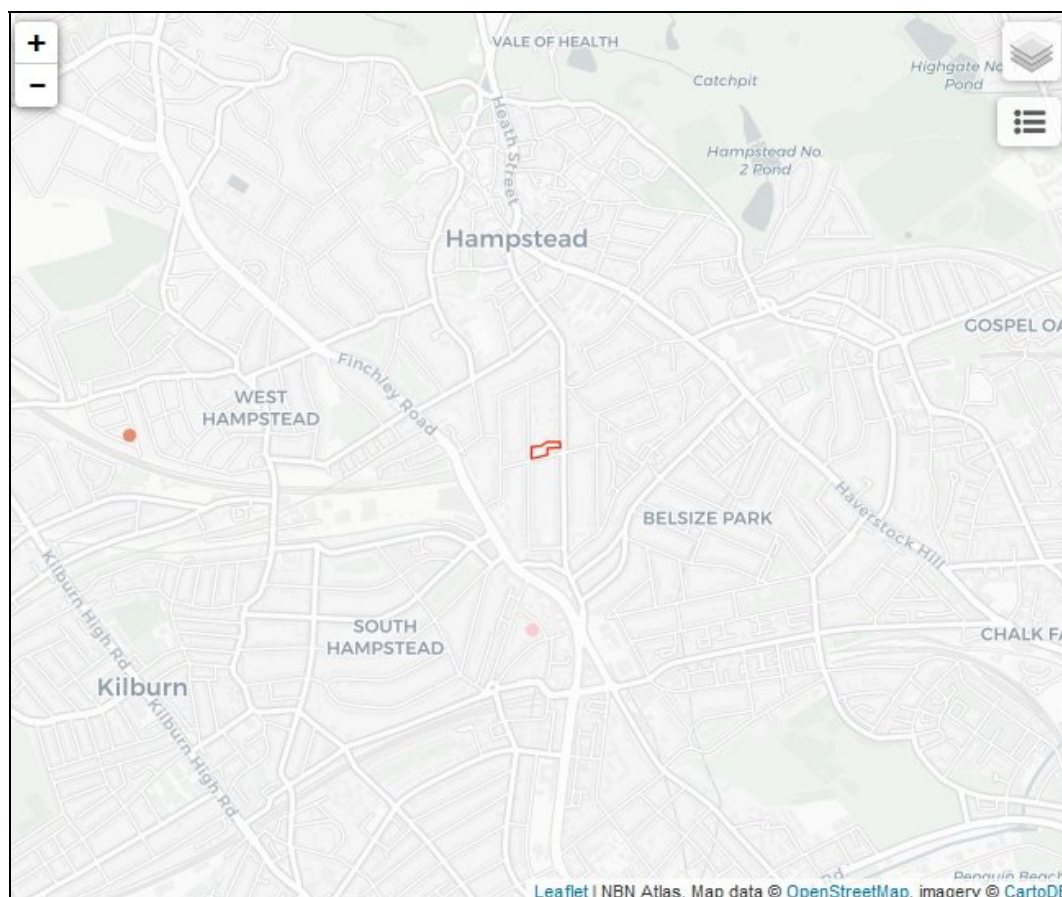 +
VALE OF HEALTH
−
Catchpit
Highgate No
Pond
Heath Street
Hampstead No.
2 Pond
Hampstead
GOSPEL OA
Finchley Road
WEST
HAMPSTEAD
BELSIZE PARK
Haverstock Hill
Kilburn High Rd
SOUTH
HAMPSTEAD
CHALK FA
Kilburn
Kilburn High Rd
Penguin Beach
Leaflet | NBN Atlas, Map data © OpenStreetMap, imagery © CartoDB